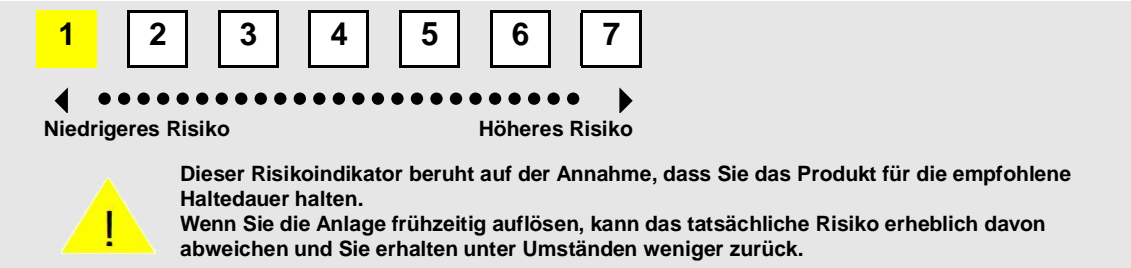 1 2 3 4 5 6 7
Niedrigeres Risiko Höheres Risiko
Dieser Risikoindikator beruht auf der Annahme, dass Sie das Produkt für die empfohlene
Haltedauer halten.
Wenn Sie die Anlage frühzeitig auflösen, kann das tatsächliche Risiko erheblich davon
abweichen und Sie erhalten unter Umständen weniger zurück.
!